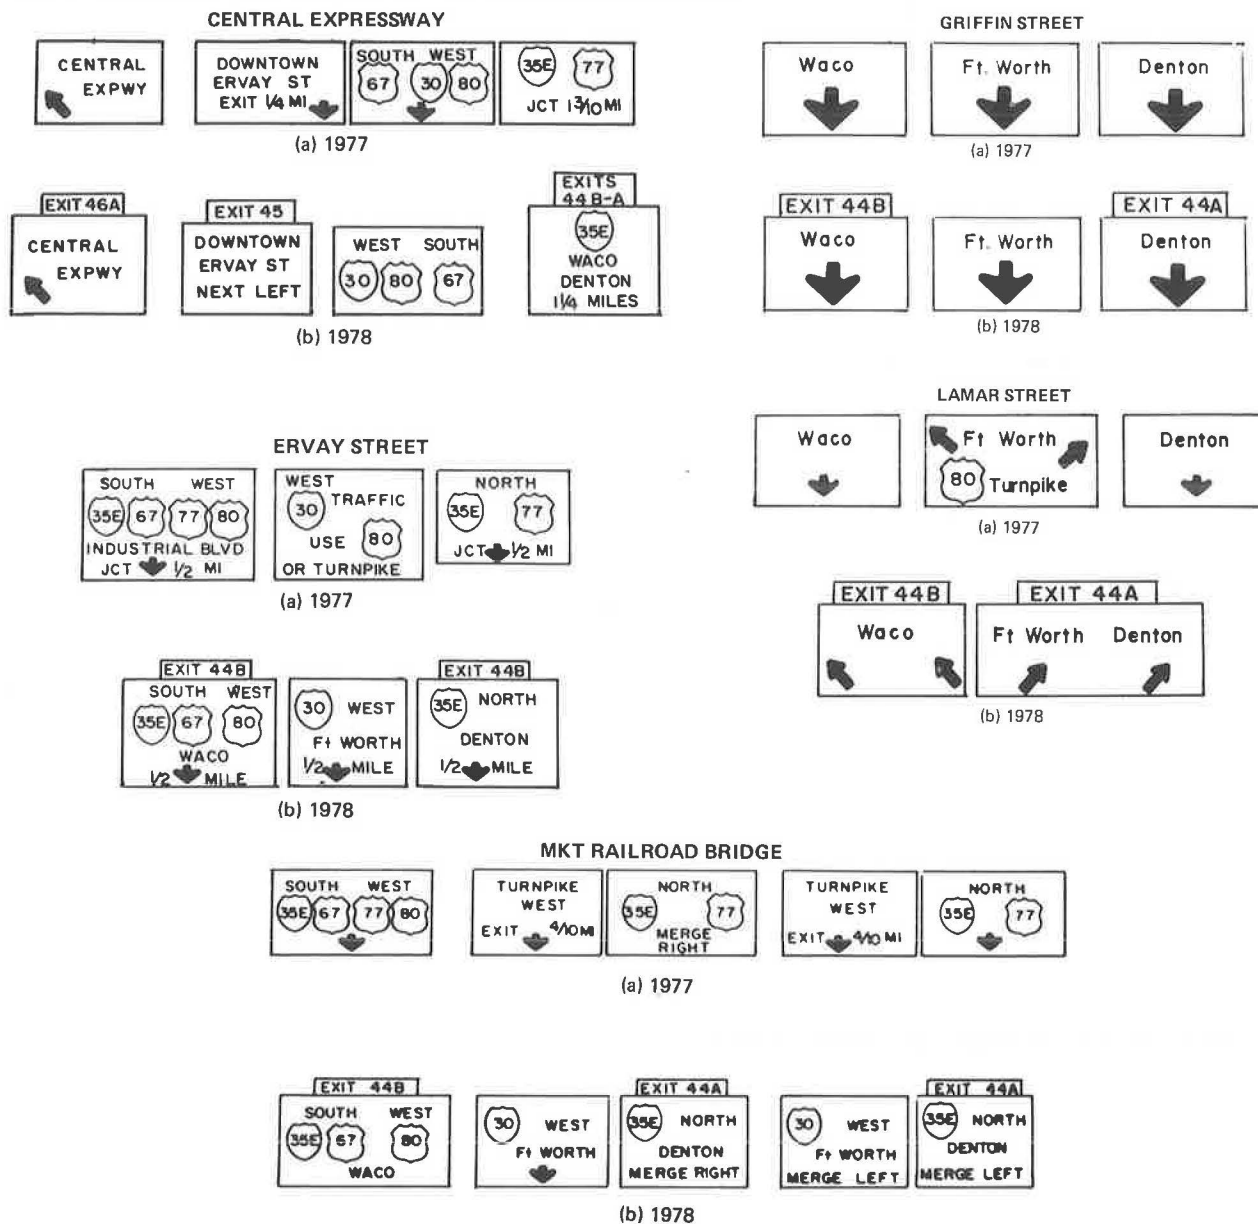 CENTRAL EXPRESSWAY
CENTRAL
EXPWY
DOWNTOWN
ERVAY ST
EXIT 1/4 MI
SOUTH WEST
67 30 80
35E 77
JCT 1 3/10 MI
(a) 1977
EXIT 46A
CENTRAL
EXPWY
EXIT 45
DOWNTOWN
ERVAY ST
NEXT LEFT
WEST SOUTH
30 80 67
EXITS
44B-A
35E
WACO
DENTON
1 1/4 MILES
(b) 1978
GRIFFIN STREET
Waco
Ft. Worth
Denton
(a) 1977
EXIT 44B
Waco
Ft. Worth
EXIT 44A
Denton
(b) 1978
LAMAR STREET
Waco
Ft Worth
80 Turnpike
Denton
(a) 1977
EXIT 44B
Waco
EXIT 44A
Ft Worth Denton
(b) 1978
ERVAY STREET
SOUTH WEST
35E 67 77 80
INDUSTRIAL BLVD
JCT 1/2 MI
WEST
30 TRAFFIC
USE 80
OR TURNPIKE
NORTH
35E 77
JCT 1/2 MI
(a) 1977
EXIT 44B
SOUTH WEST
35E 67 80
WACO
1/2 MILE
30 WEST
Ft WORTH
1/2 MILE
EXIT 44B
35E NORTH
DENTON
1/2 MILE
(b) 1978
MKT RAILROAD BRIDGE
SOUTH WEST
35E 67 77 80
TURNPIKE
WEST
EXIT 4/10 MI
NORTH
35E 77
MERGE
RIGHT
TURNPIKE
WEST
EXIT 4/10 MI
NORTH
35E 77
(a) 1977
EXIT 44B
SOUTH WEST
35E 67 80
WACO
30 WEST
Ft WORTH
EXIT 44A
35E NORTH
DENTON
MERGE RIGHT
30 WEST
Ft WORTH
MERGE LEFT
EXIT 44A
35E NORTH
DENTON
MERGE LEFT
(b) 1978